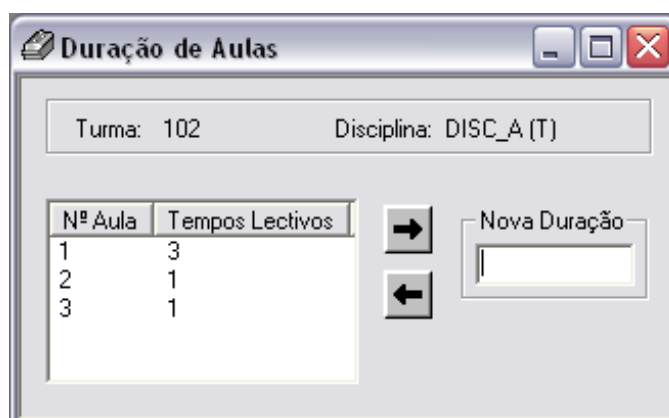 Duração de Aulas
Turma: 102 Disciplina: DISC_A (T)
Nº Aula Tempos Lectivos
1 3
2 1
3 1
Nova Duração